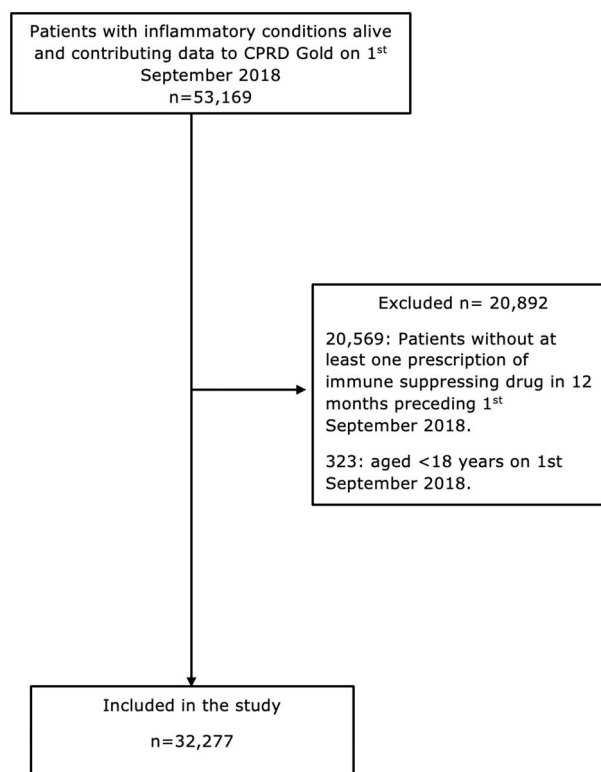 Patients with inflammatory conditions alive
and contributing data to CPRD Gold on 1st
September 2018
n=53,169
Excluded n= 20,892
20,569: Patients without at
least one prescription of
immune suppressing drug in 12
months preceding 1st
September 2018.
323: aged <18 years on 1st
September 2018.
Included in the study
n=32,277